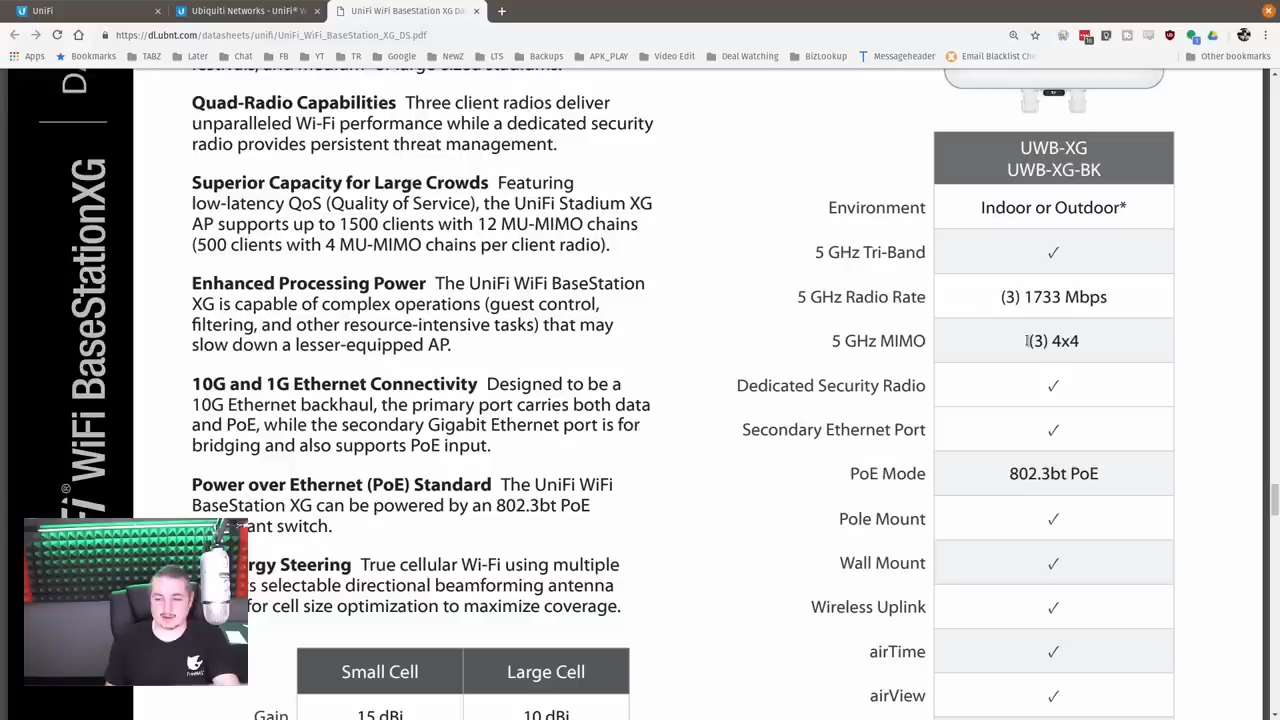 UniFi
Ubiquiti Networks - UniFi® W
UniFi WiFi BaseStation XG Da
https://dl.ubnt.com/datasheets/unifi/UniFi_WiFi_BaseStation_XG_DS.pdf
Apps
Bookmarks
TABZ
Later
Chat
FB
YT
TR
Google
NewZ
LTS
Backups
APK_PLAY
Video Edit
Deal Watching
BizLookup
Messageheader
Email Blacklist Che
Other bookmarks
WiFi BaseStationXG
Quad-Radio Capabilities Three client radios deliver
unparalleled Wi-Fi performance while a dedicated security
radio provides persistent threat management.
Superior Capacity for Large Crowds Featuring
low-latency QoS (Quality of Service), the UniFi Stadium XG
AP supports up to 1500 clients with 12 MU-MIMO chains
(500 clients with 4 MU-MIMO chains per client radio).
Enhanced Processing Power The UniFi WiFi BaseStation
XG is capable of complex operations (guest control,
filtering, and other resource-intensive tasks) that may
slow down a lesser-equipped AP.
10G and 1G Ethernet Connectivity Designed to be a
10G Ethernet backhaul, the primary port carries both data
and PoE, while the secondary Gigabit Ethernet port is for
bridging and also supports PoE input.
Power over Ethernet (PoE) Standard The UniFi WiFi
BaseStation XG can be powered by an 802.3bt PoE
ant switch.
rgy Steering True cellular Wi-Fi using multiple
s selectable directional beamforming antenna
for cell size optimization to maximize coverage.
Small Cell Large Cell
Gain 15 dBi 10 dBi
UWB-XG
UWB-XG-BK
Environment Indoor or Outdoor*
5 GHz Tri-Band ✓
5 GHz Radio Rate (3) 1733 Mbps
5 GHz MIMO (3) 4x4
Dedicated Security Radio ✓
Secondary Ethernet Port ✓
PoE Mode 802.3bt PoE
Pole Mount ✓
Wall Mount ✓
Wireless Uplink ✓
airTime ✓
airView ✓